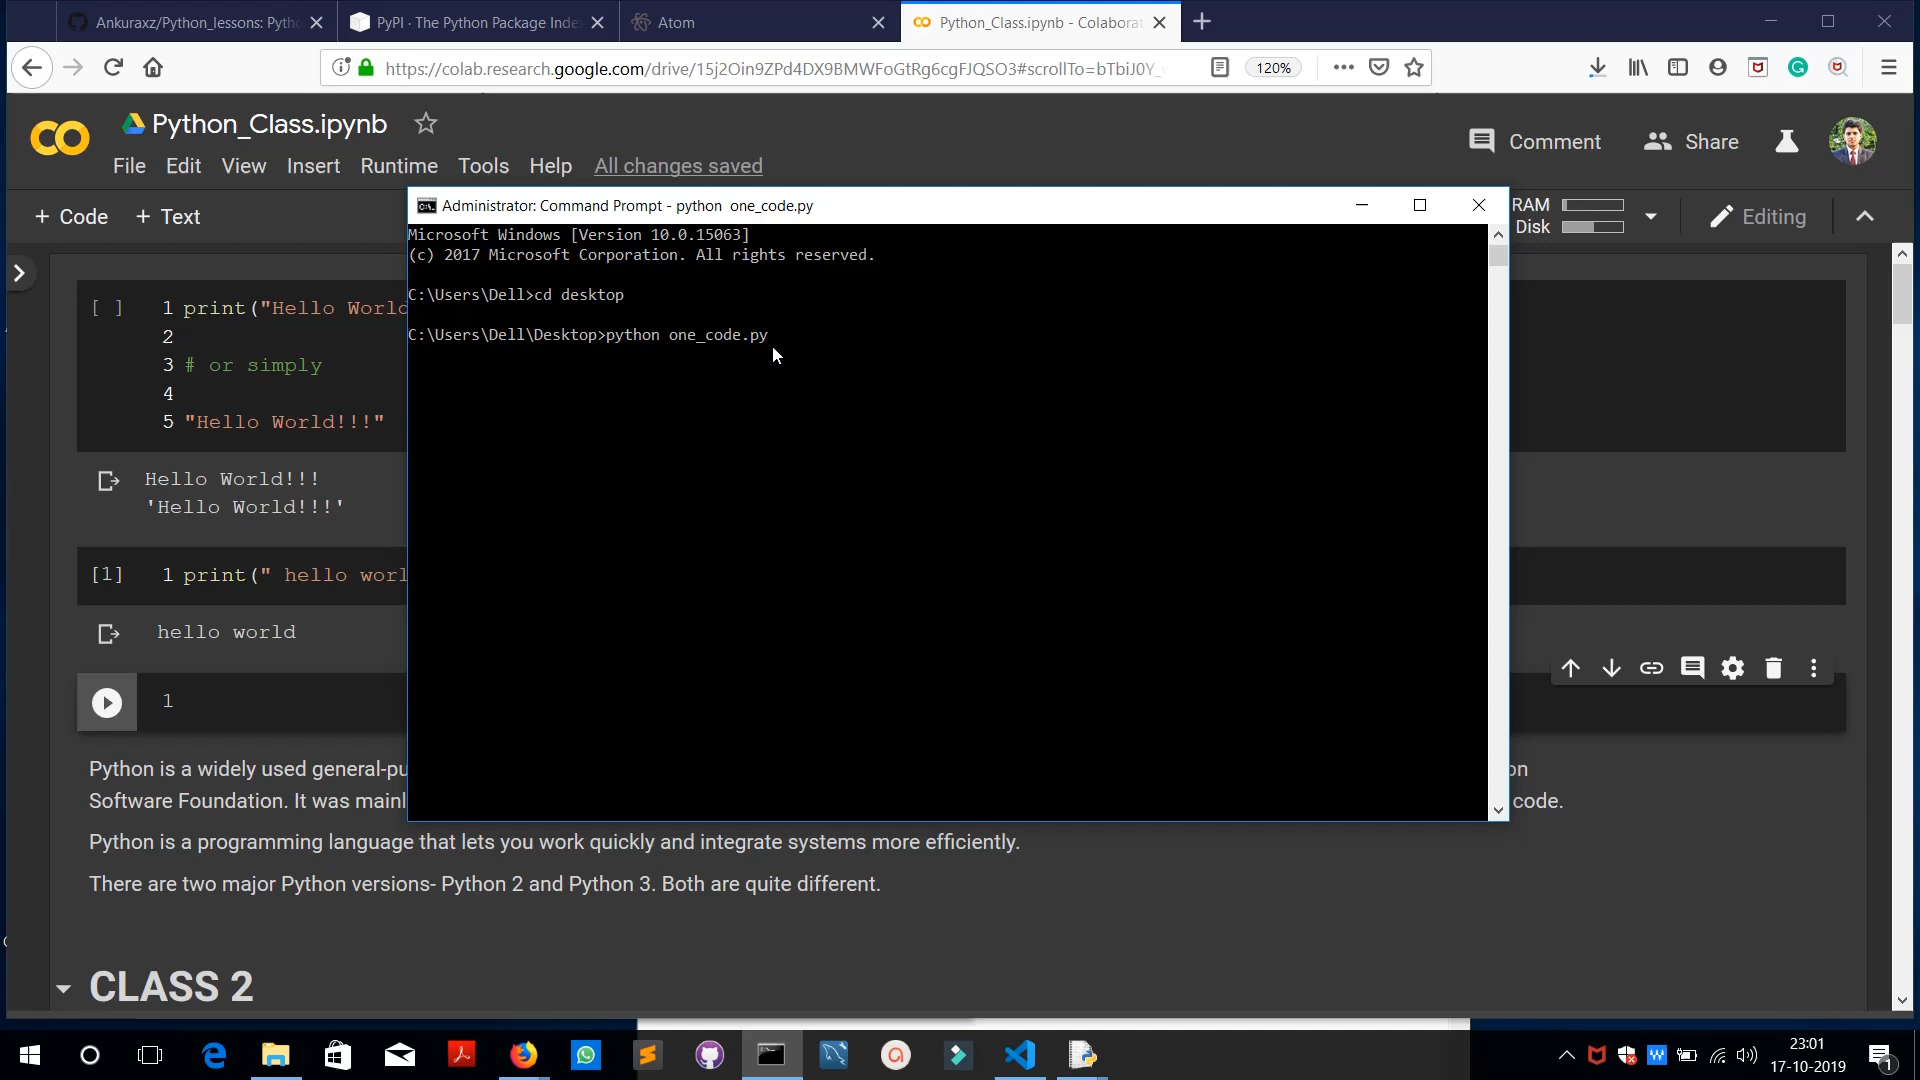 Ankuraxz/Python_lessons: Pytho
PyPI · The Python Package Inde
Atom
Python_Class.ipynb - Colaborat
https://colab.research.google.com/drive/15j2Oin9ZPd4DX9BMWFoGtRg6cgFJQSO3#scrollTo=bTbiJ0Y_
120%
Python_Class.ipynb
File Edit View Insert Runtime Tools Help All changes saved
Comment Share
+ Code + Text
RAM
Disk
Editing
Administrator: Command Prompt - python one_code.py
Microsoft Windows [Version 10.0.15063]
(c) 2017 Microsoft Corporation. All rights reserved.
C:\Users\Dell>cd desktop
C:\Users\Dell\Desktop>python one_code.py
[ ] 1 print("Hello World
2
3 # or simply
4
5 "Hello World!!!"
Hello World!!!
'Hello World!!!'
[1] 1 print(" hello worl
hello world
1
Python is a widely used general-pu on
Software Foundation. It was mainl code.
Python is a programming language that lets you work quickly and integrate systems more efficiently.
There are two major Python versions- Python 2 and Python 3. Both are quite different.
CLASS 2
23:01
17-10-2019
1